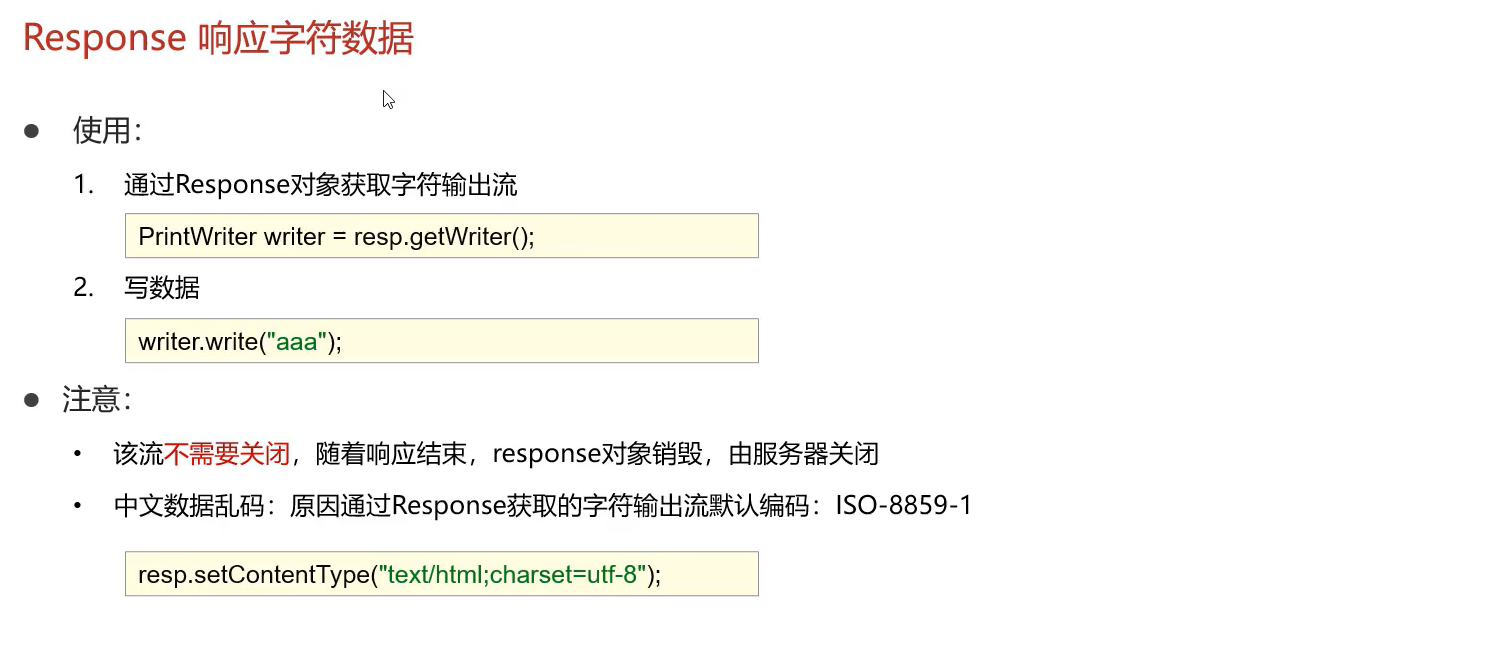 Response 响应字符数据
● 使用：
1. 通过Response对象获取字符输出流
PrintWriter writer = resp.getWriter();
2. 写数据
writer.write("aaa");
● 注意：
• 该流不需要关闭，随着响应结束，response对象销毁，由服务器关闭
• 中文数据乱码：原因通过Response获取的字符输出流默认编码：ISO-8859-1
resp.setContentType("text/html;charset=utf-8");